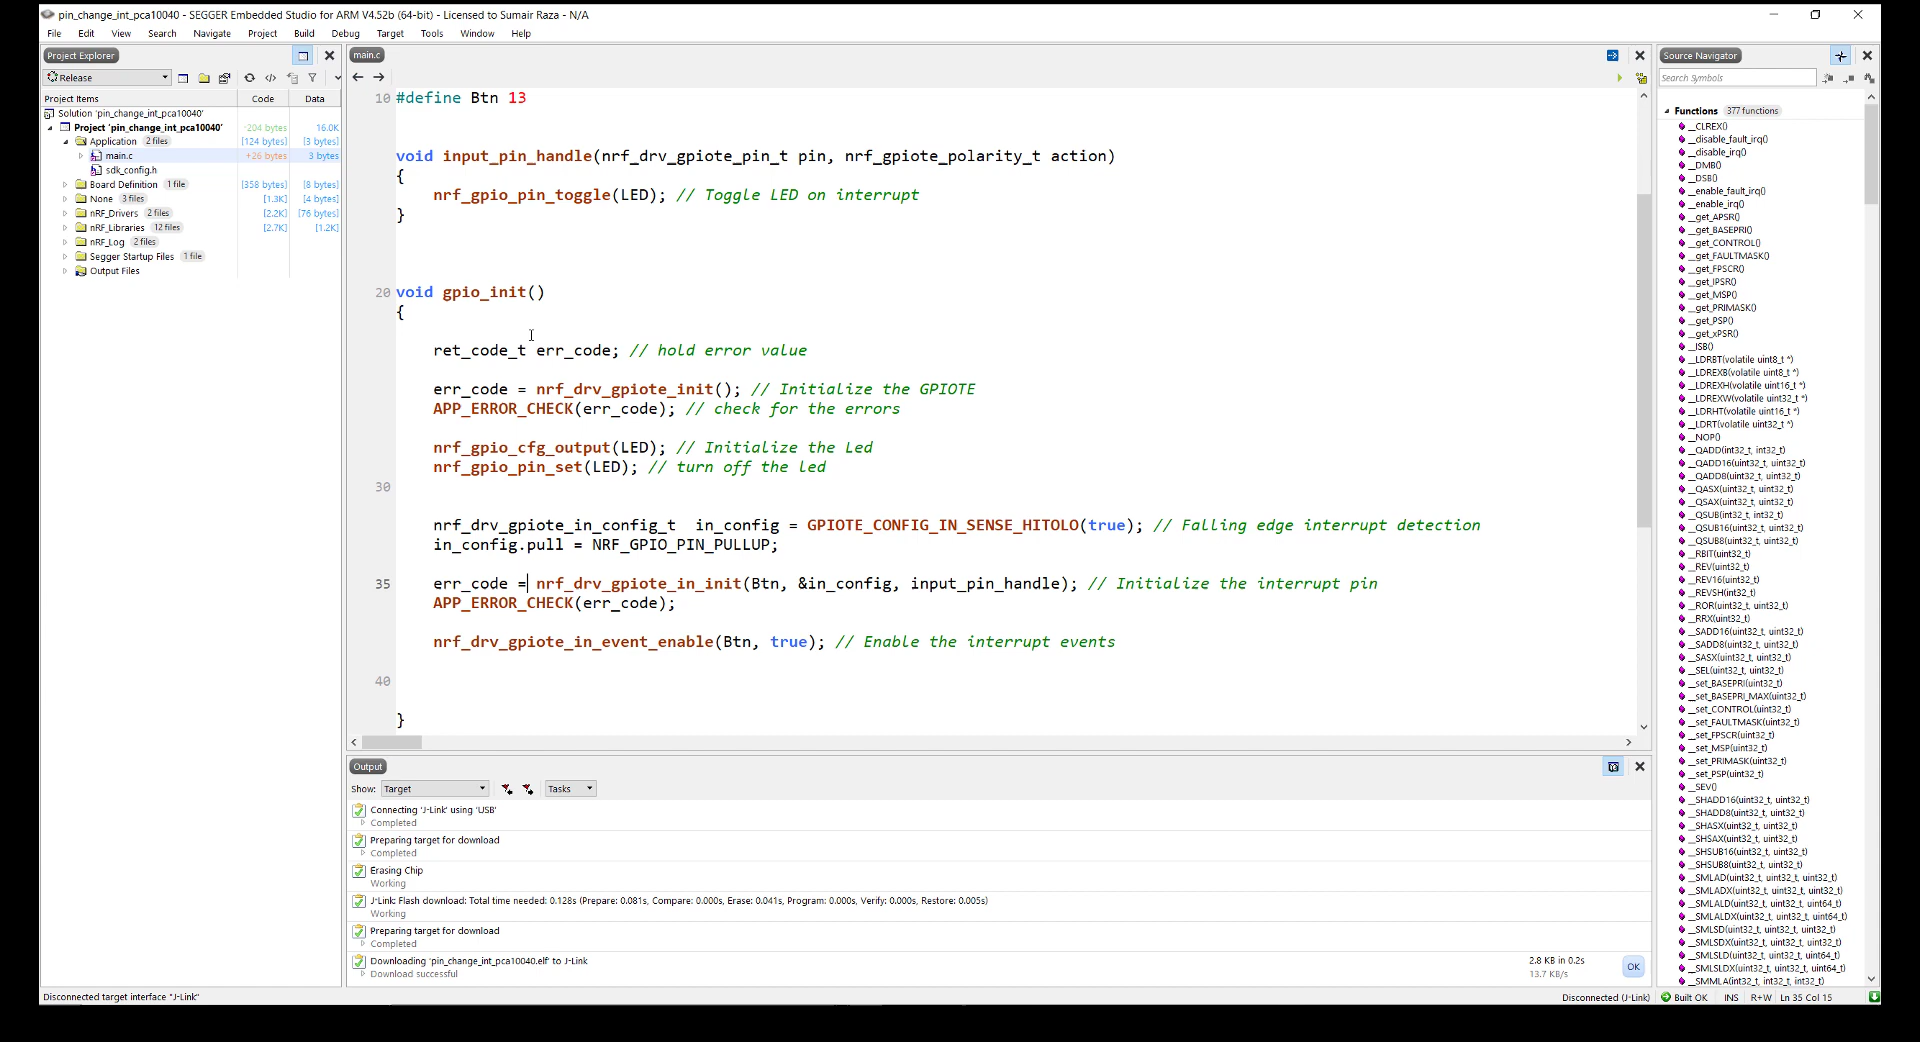 pin_change_int_pca10040 - SEGGER Embedded Studio for ARM V4.52b (64-bit) - Licensed to Sumair Raza - N/A
File Edit View Search Navigate Project Build Debug Target Tools Window Help
Project Explorer
Release
Project Items Code Data
Solution 'pin_change_int_pca10040'
Project 'pin_change_int_pca10040' -204 bytes 16.0K
Application 2 files [124 bytes] [3 bytes]
main.c +26 bytes 3 bytes
sdk_config.h
Board Definition 1 file [358 bytes] [8 bytes]
None 3 files [1.3K] [4 bytes]
nRF_Drivers 2 files [2.2K] [76 bytes]
nRF_Libraries 12 files [2.7K] [1.2K]
nRF_Log 2 files
Segger Startup Files 1 file
Output Files
main.c
10 #define Btn 13
void input_pin_handle(nrf_drv_gpiote_pin_t pin, nrf_gpiote_polarity_t action)
{
nrf_gpio_pin_toggle(LED); // Toggle LED on interrupt
}
20 void gpio_init()
{
ret_code_t err_code; // hold error value
err_code = nrf_drv_gpiote_init(); // Initialize the GPIOTE
APP_ERROR_CHECK(err_code); // check for the errors
nrf_gpio_cfg_output(LED); // Initialize the Led
nrf_gpio_pin_set(LED); // turn off the led
30
nrf_drv_gpiote_in_config_t in_config = GPIOTE_CONFIG_IN_SENSE_HITOLO(true); // Falling edge interrupt detection
in_config.pull = NRF_GPIO_PIN_PULLUP;
35 err_code = nrf_drv_gpiote_in_init(Btn, &in_config, input_pin_handle); // Initialize the interrupt pin
APP_ERROR_CHECK(err_code);
nrf_drv_gpiote_in_event_enable(Btn, true); // Enable the interrupt events
40
}
Output
Show: Target Tasks
Connecting 'J-Link' using 'USB'
Completed
Preparing target for download
Completed
Erasing Chip
Working
J-Link: Flash download: Total time needed: 0.128s (Prepare: 0.081s, Compare: 0.000s, Erase: 0.041s, Program: 0.000s, Verify: 0.000s, Restore: 0.005s)
Working
Preparing target for download
Completed
Downloading 'pin_change_int_pca10040.elf' to J-Link 2.8 KB in 0.2s
Download successful 13.7 KB/s
OK
Source Navigator
Search Symbols
Functions 377 functions
__CLREX()
__disable_fault_irq()
__disable_irq()
__DMB()
__DSB()
__enable_fault_irq()
__enable_irq()
__get_APSR()
__get_BASEPRI()
__get_CONTROL()
__get_FAULTMASK()
__get_FPSCR()
__get_IPSR()
__get_MSP()
__get_PRIMASK()
__get_PSP()
__get_xPSR()
__ISB()
__LDRBT(volatile uint8_t *)
__LDREXB(volatile uint8_t *)
__LDREXH(volatile uint16_t *)
__LDREXW(volatile uint32_t *)
__LDRHT(volatile uint16_t *)
__LDRT(volatile uint32_t *)
__NOP()
__QADD(int32_t, int32_t)
__QADD16(uint32_t, uint32_t)
__QADD8(uint32_t, uint32_t)
__QASX(uint32_t, uint32_t)
__QSAX(uint32_t, uint32_t)
__QSUB(int32_t, int32_t)
__QSUB16(uint32_t, uint32_t)
__QSUB8(uint32_t, uint32_t)
__RBIT(uint32_t)
__REV(uint32_t)
__REV16(uint32_t)
__REVSH(int32_t)
__ROR(uint32_t, uint32_t)
__RRX(uint32_t)
__SADD16(uint32_t, uint32_t)
__SADD8(uint32_t, uint32_t)
__SASX(uint32_t, uint32_t)
__SEL(uint32_t, uint32_t)
__set_BASEPRI(uint32_t)
__set_BASEPRI_MAX(uint32_t)
__set_CONTROL(uint32_t)
__set_FAULTMASK(uint32_t)
__set_FPSCR(uint32_t)
__set_MSP(uint32_t)
__set_PRIMASK(uint32_t)
__set_PSP(uint32_t)
__SEV()
__SHADD16(uint32_t, uint32_t)
__SHADD8(uint32_t, uint32_t)
__SHASX(uint32_t, uint32_t)
__SHSAX(uint32_t, uint32_t)
__SHSUB16(uint32_t, uint32_t)
__SHSUB8(uint32_t, uint32_t)
__SMLAD(uint32_t, uint32_t, uint32_t)
__SMLADX(uint32_t, uint32_t, uint32_t)
__SMLALD(uint32_t, uint32_t, uint64_t)
__SMLALDX(uint32_t, uint32_t, uint64_t)
__SMLSD(uint32_t, uint32_t, uint32_t)
__SMLSDX(uint32_t, uint32_t, uint32_t)
__SMLSLD(uint32_t, uint32_t, uint64_t)
__SMLSLDX(uint32_t, uint32_t, uint64_t)
__SMMLA(int32_t, int32_t, int32_t)
Disconnected target interface "J-Link" Disconnected (J-Link) Built OK INS R+W Ln 35 Col 15